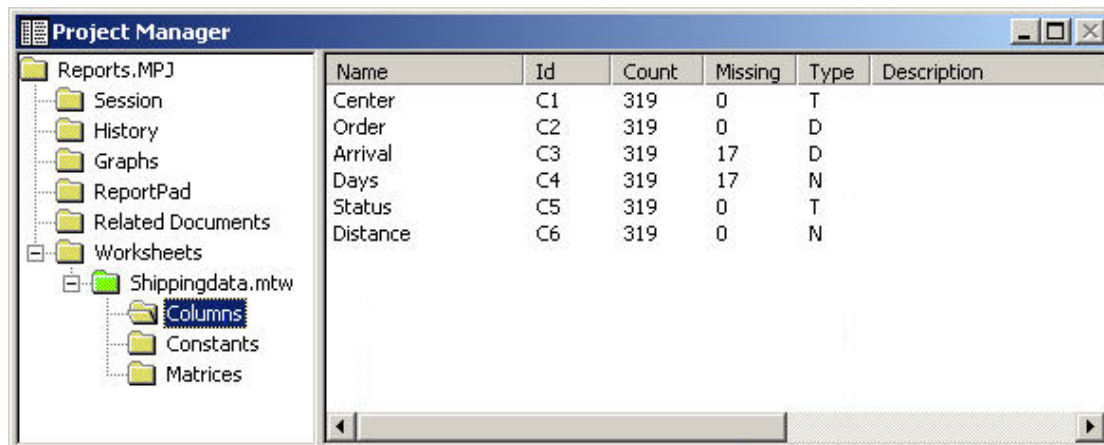 Project Manager
Reports.MPJ
Session
History
Graphs
ReportPad
Related Documents
Worksheets
Shippingdata.mtw
Columns
Constants
Matrices
Name Id Count Missing Type Description
Center C1 319 0 T
Order C2 319 0 D
Arrival C3 319 17 D
Days C4 319 17 N
Status C5 319 0 T
Distance C6 319 0 N